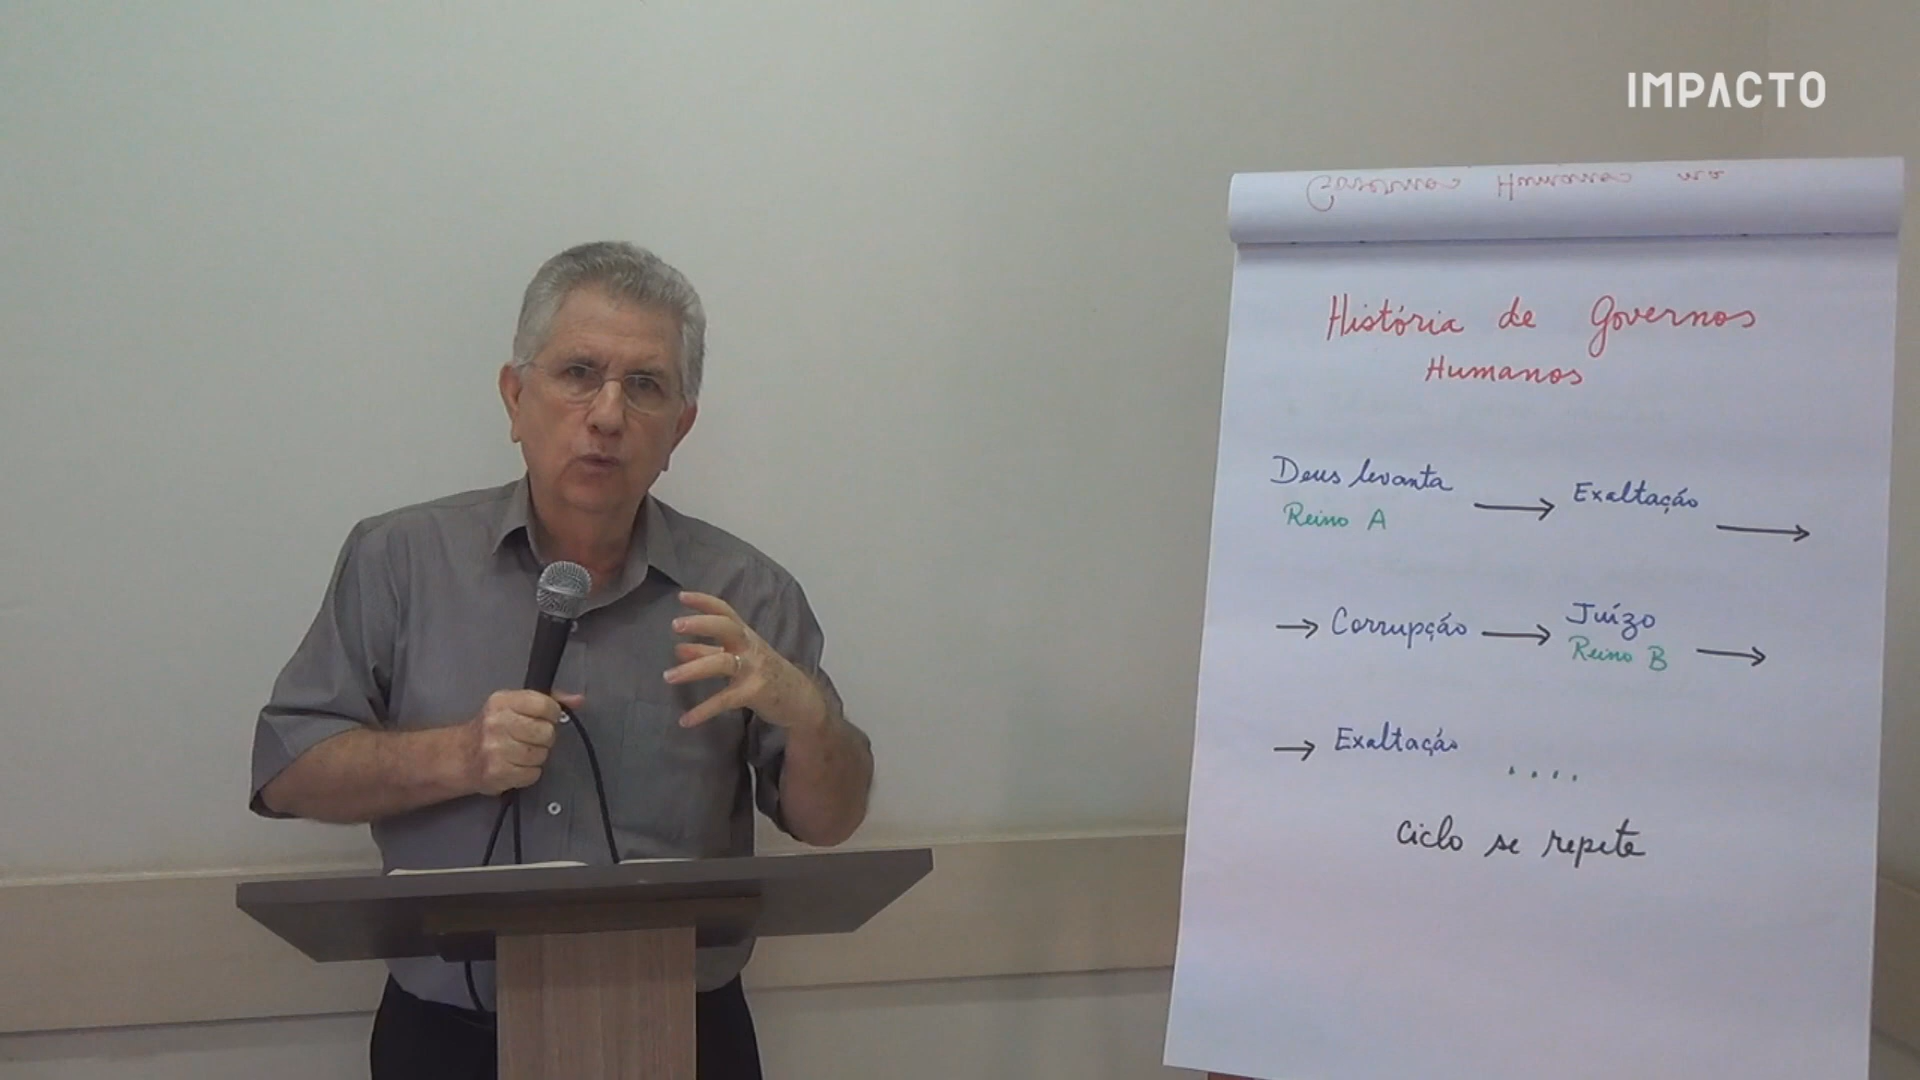 IMPACTO
História de Governos
Humanos
Deus levanta → Exaltação →
Reino A
→ Corrupção → Juízo →
Reino B
→ Exaltação ....
ciclo se repete